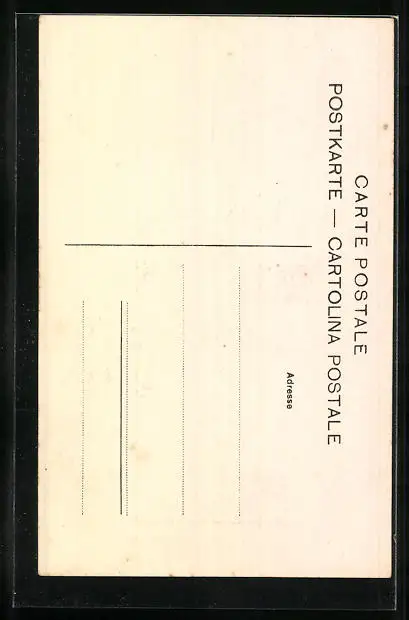 CARTE POSTALE
POSTKARTE — CARTOLINA POSTALE
Adresse